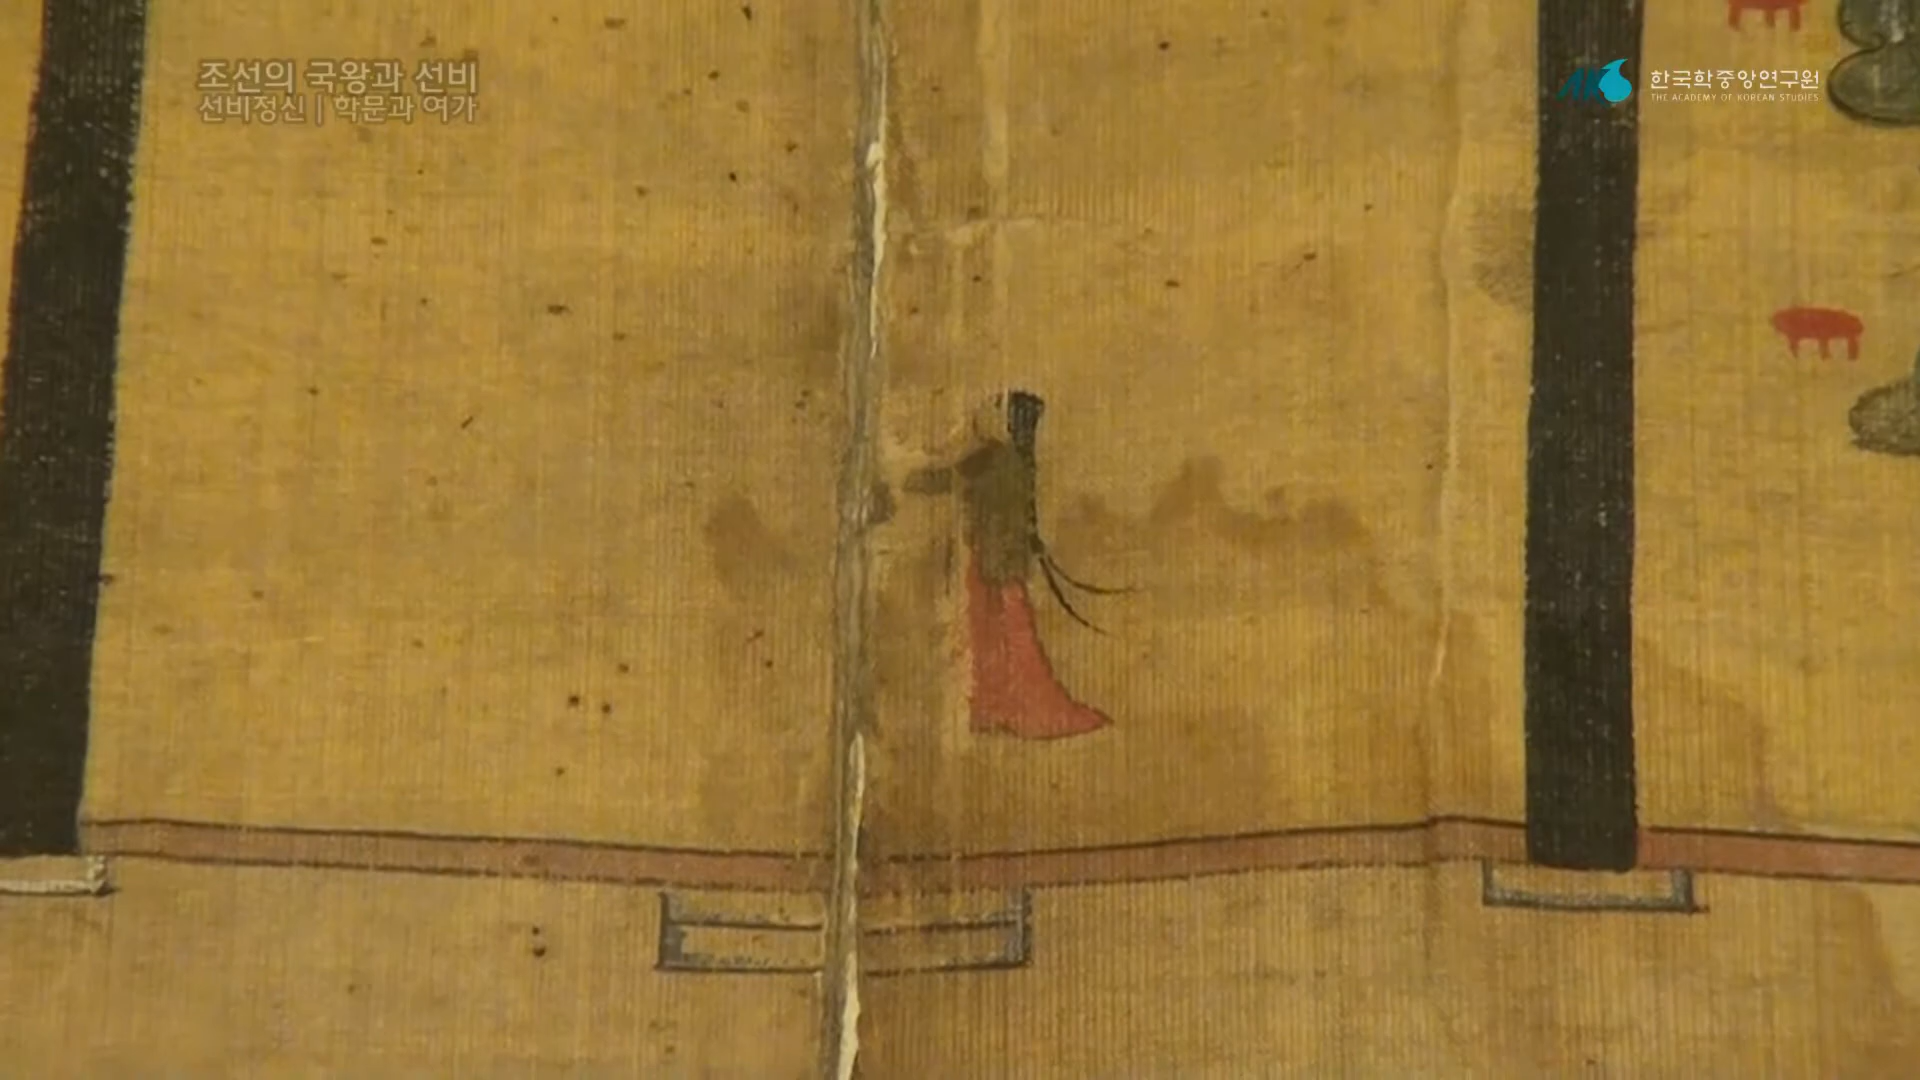 조선의 국왕과 선비
선비정신 | 학문과 여가
AKS
한국학중앙연구원
THE ACADEMY OF KOREAN STUDIES